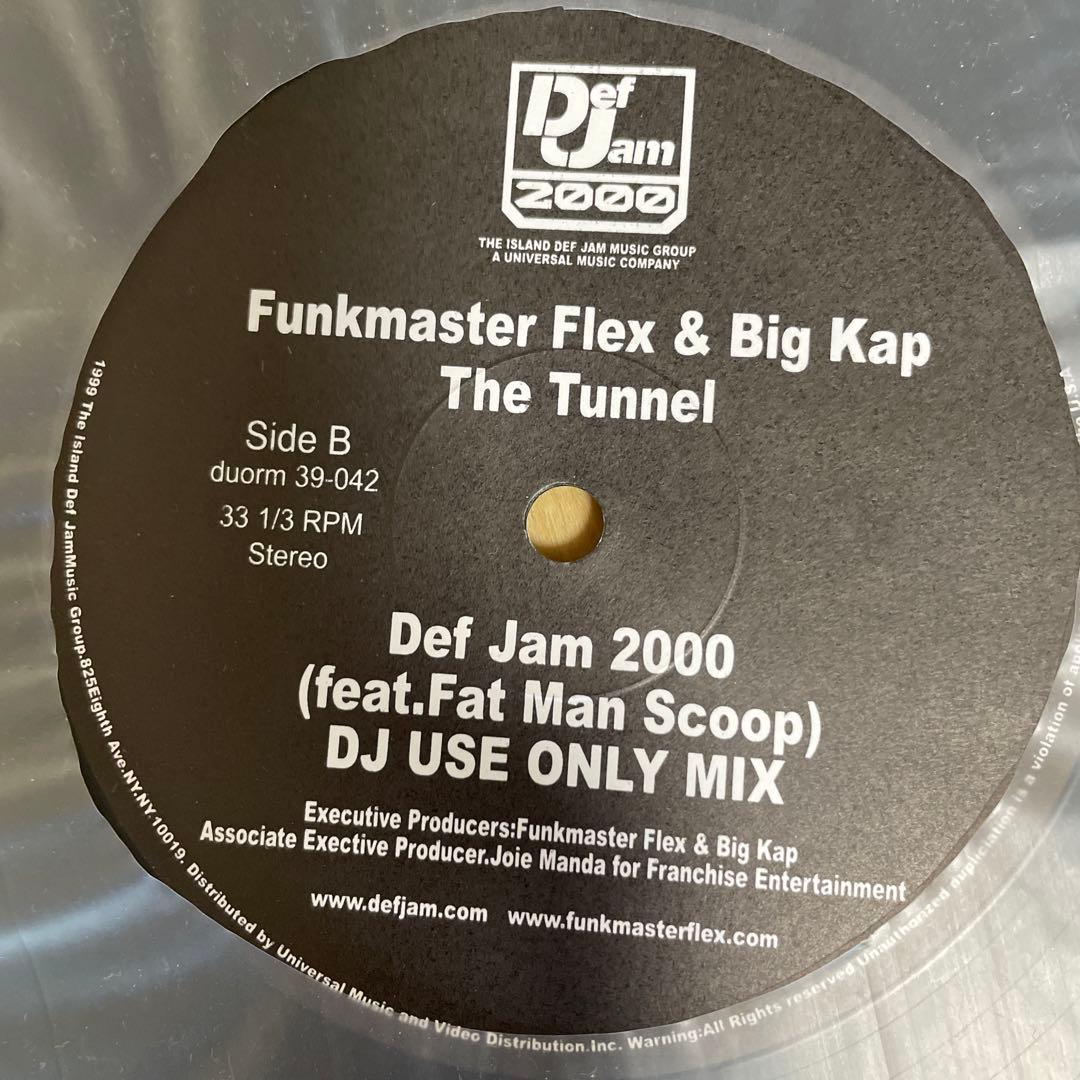 Def
Jam
2000
THE ISLAND DEF JAM MUSIC GROUP
A UNIVERSAL MUSIC COMPANY
Funkmaster Flex & Big Kap
The Tunnel
Side B
duorm 39-042
33 1/3 RPM
Stereo
Def Jam 2000
(feat.Fat Man Scoop)
DJ USE ONLY MIX
Executive Producers:Funkmaster Flex & Big Kap
Associate Exective Producer.Joie Manda for Franchise Entertainment
www.defjam.com www.funkmasterflex.com
1999 The Island Def JamMusic Group.825Eighth Ave.NY.NY.10019. Distributed by Universal Music and Video Distribution.Inc. Warning:All Rights reserved Unauthorized duplication is a violation of U.S.A